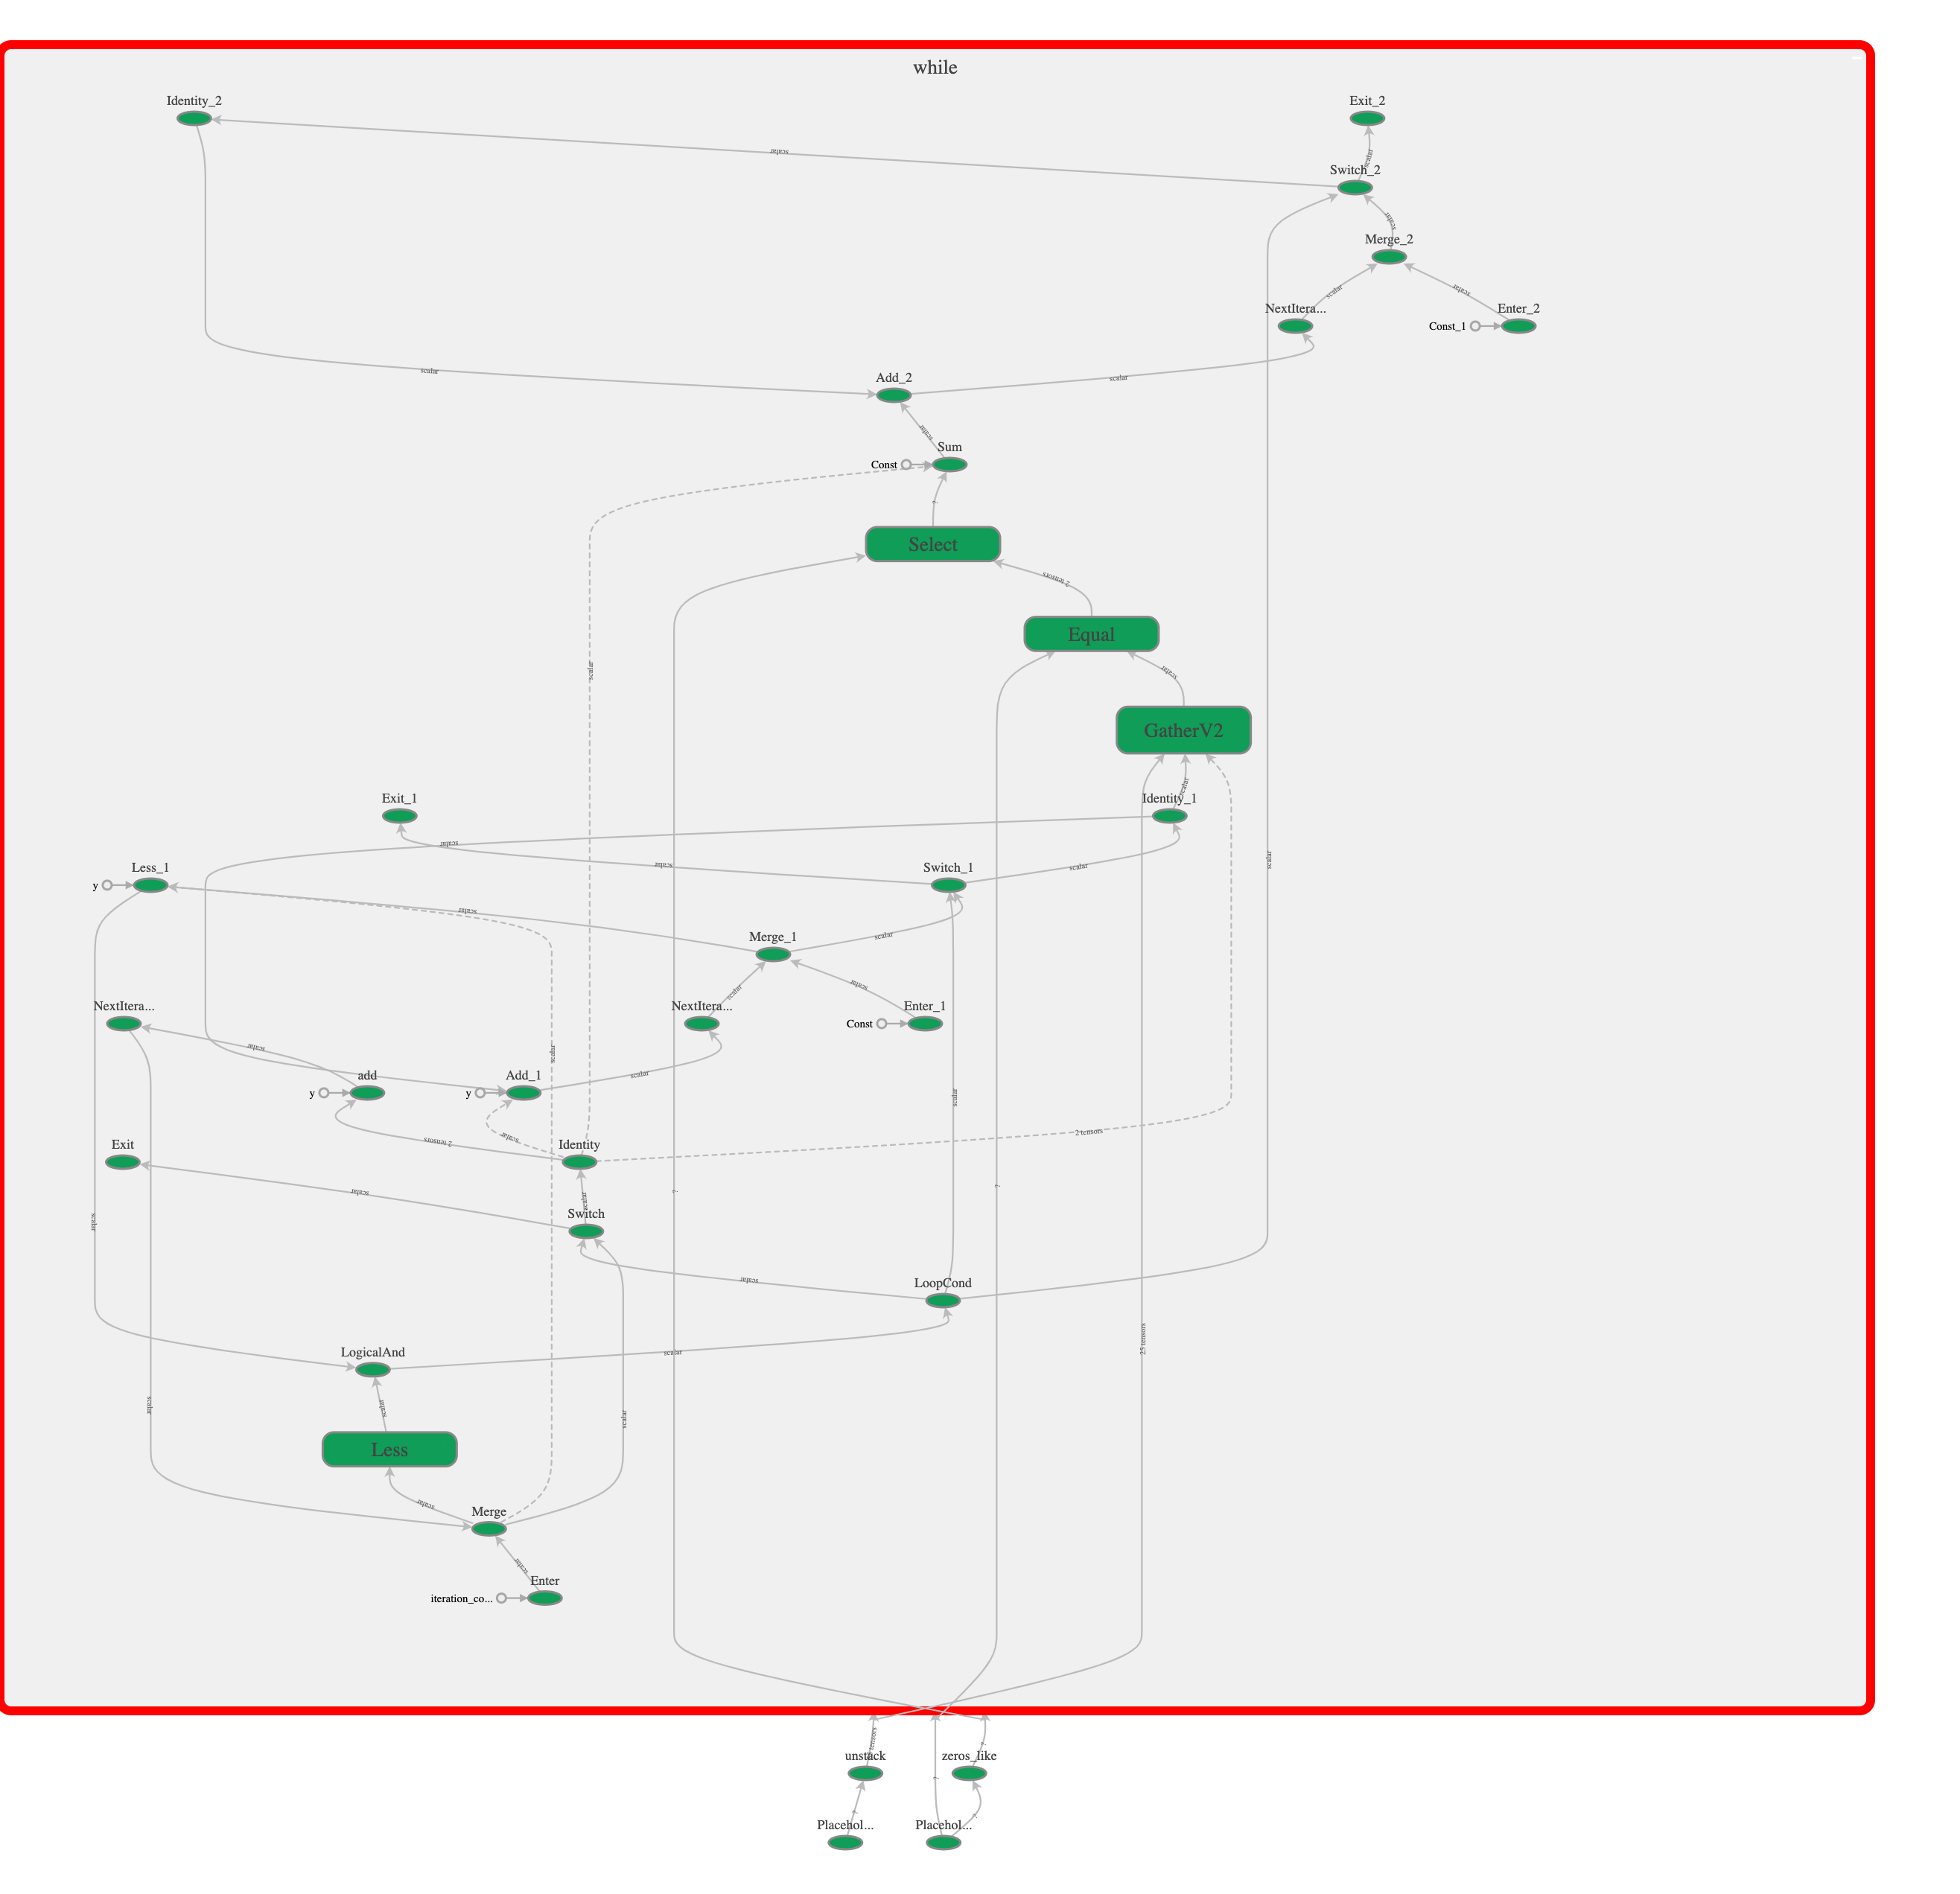 while
Identity_2
Exit_2
scalar
scalar
Switch_2
scalar
Merge_2
scalar
scalar
NextItera...
Enter_2
Const_1
scalar
Add_2
scalar
scalar
Sum
Const
?
Select
2 tensors
Equal
scalar
scalar
GatherV2
scalar
Exit_1
Identity_1
scalar
scalar
scalar
Less_1
Switch_1
scalar
y
scalar
scalar
Merge_1
scalar
scalar
NextItera...
NextItera...
Enter_1
Const
scalar
scalar
scalar
add
Add_1
y
y
scalar
scalar
2 tensors
2 tensors
Exit
Identity
scalar
scalar
?
?
scalar
Switch
scalar
LoopCond
25 tensors
LogicalAnd
scalar
scalar
scalar
scalar
Less
scalar
Merge
scalar
Enter
iteration_co...
tensors
unstack
zeros_like
?
?
?
?
Placehol...
Placehol...